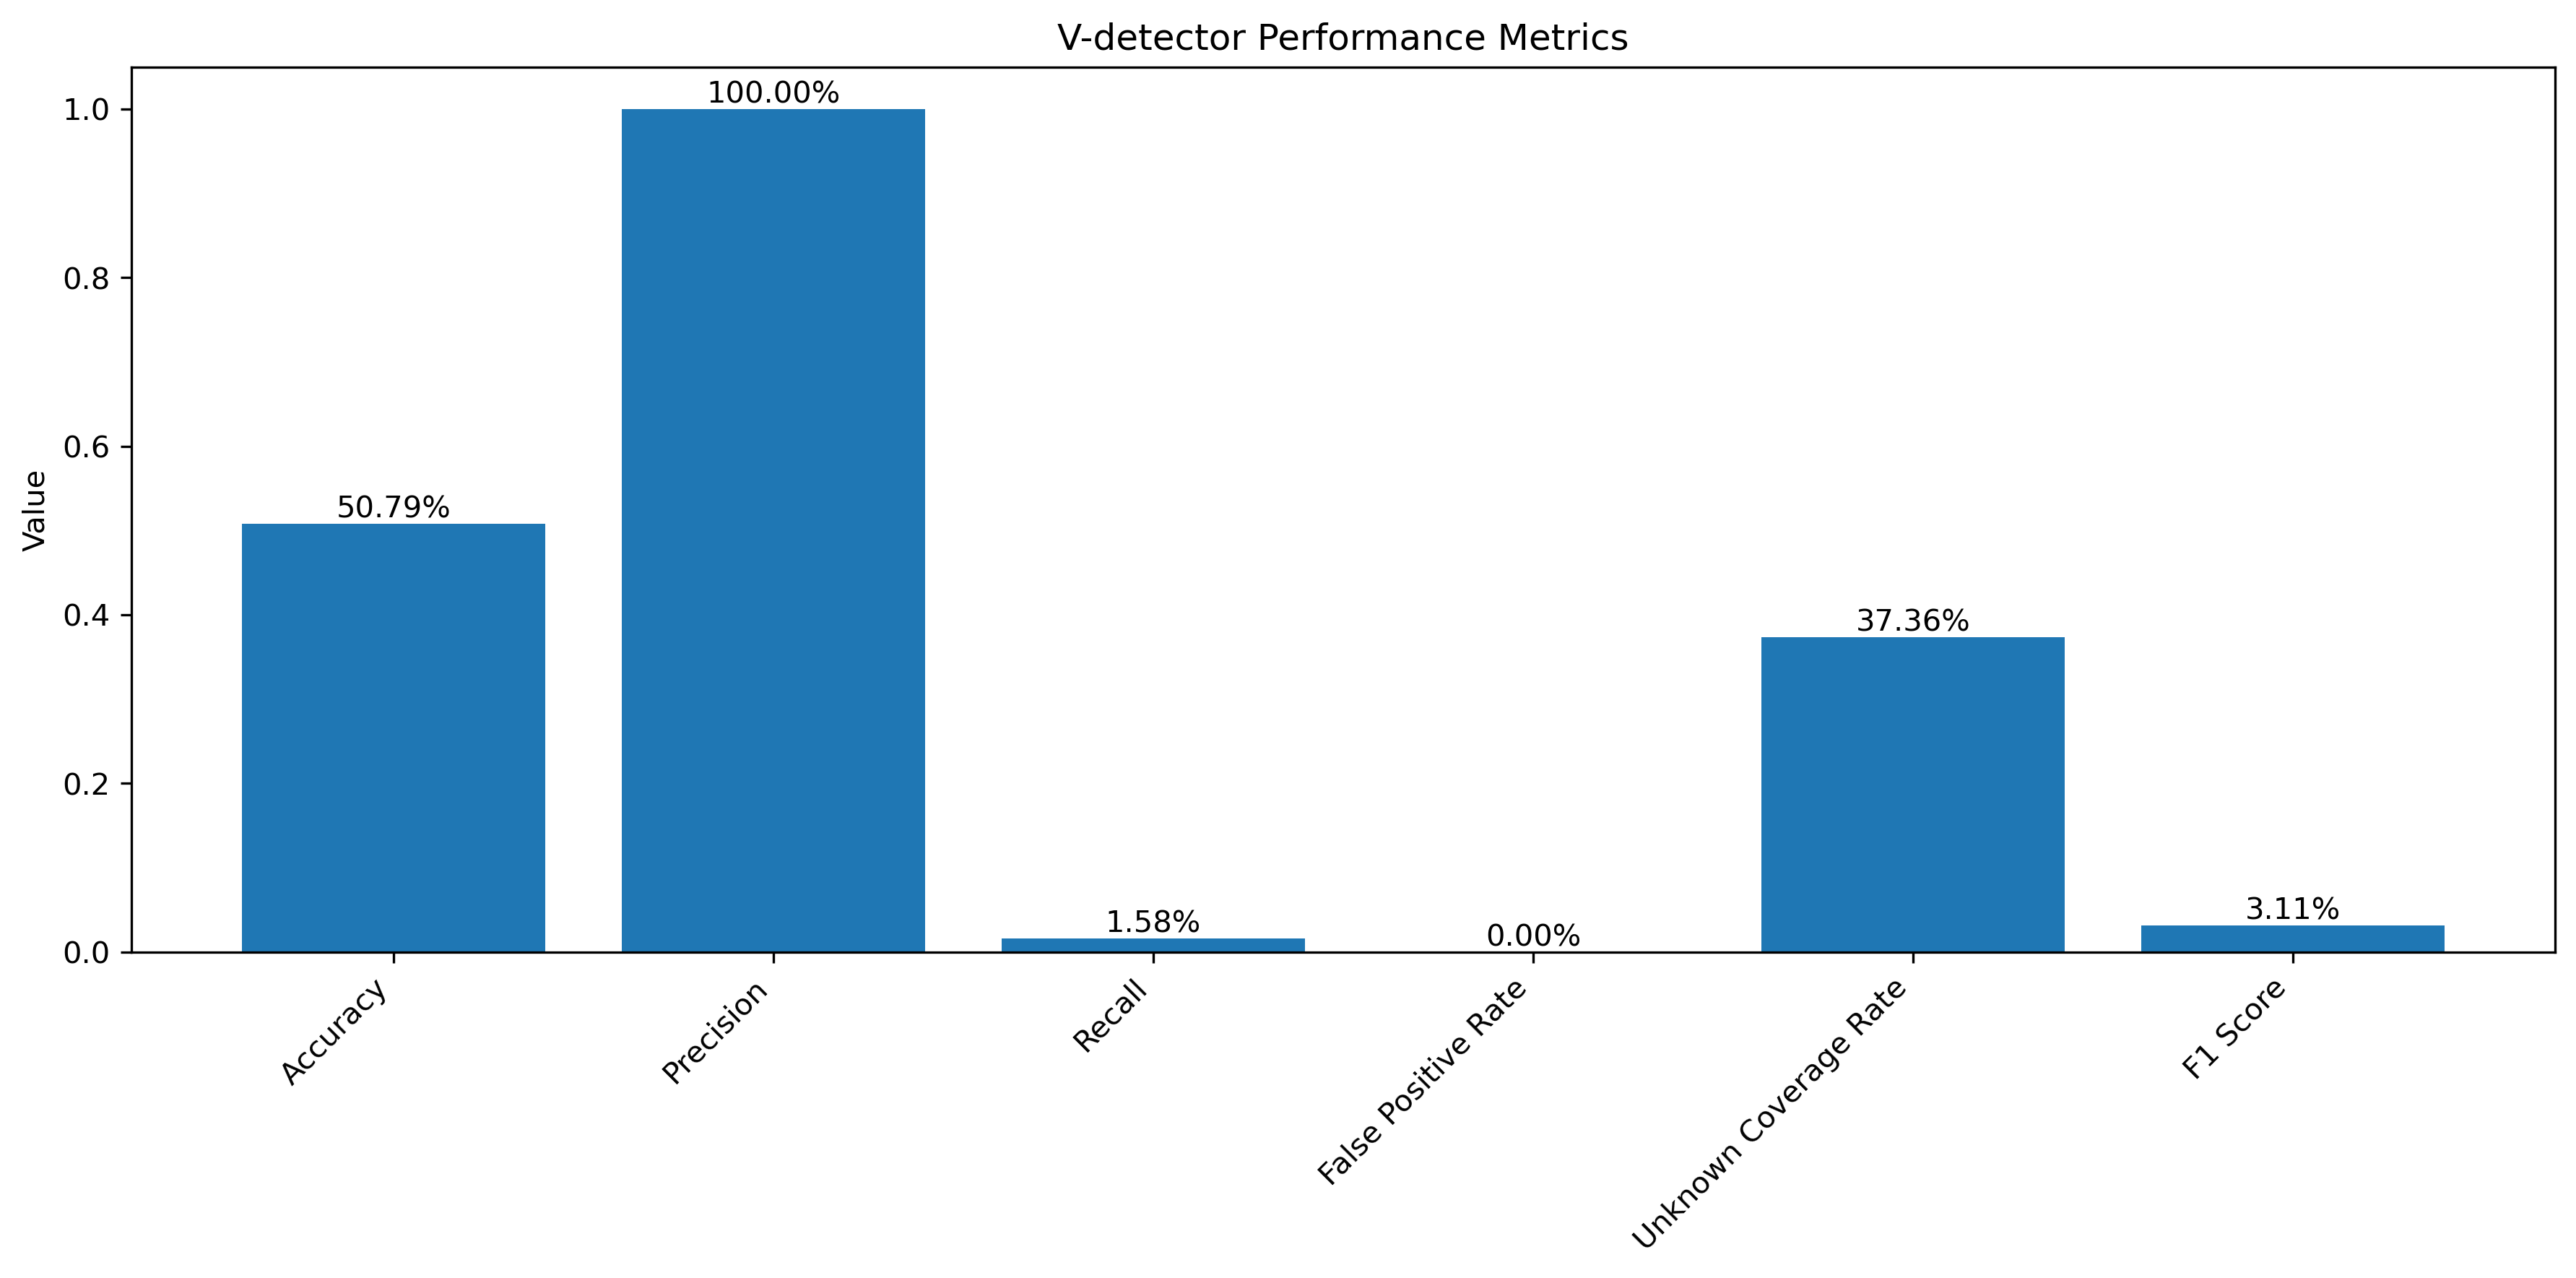 V-detector Performance Metrics
Value
1.0
0.8
0.6
0.4
0.2
0.0
50.79%
100.00%
1.58%
0.00%
37.36%
3.11%
Accuracy
Precision
Recall
False Positive Rate
Unknown Coverage Rate
F1 Score